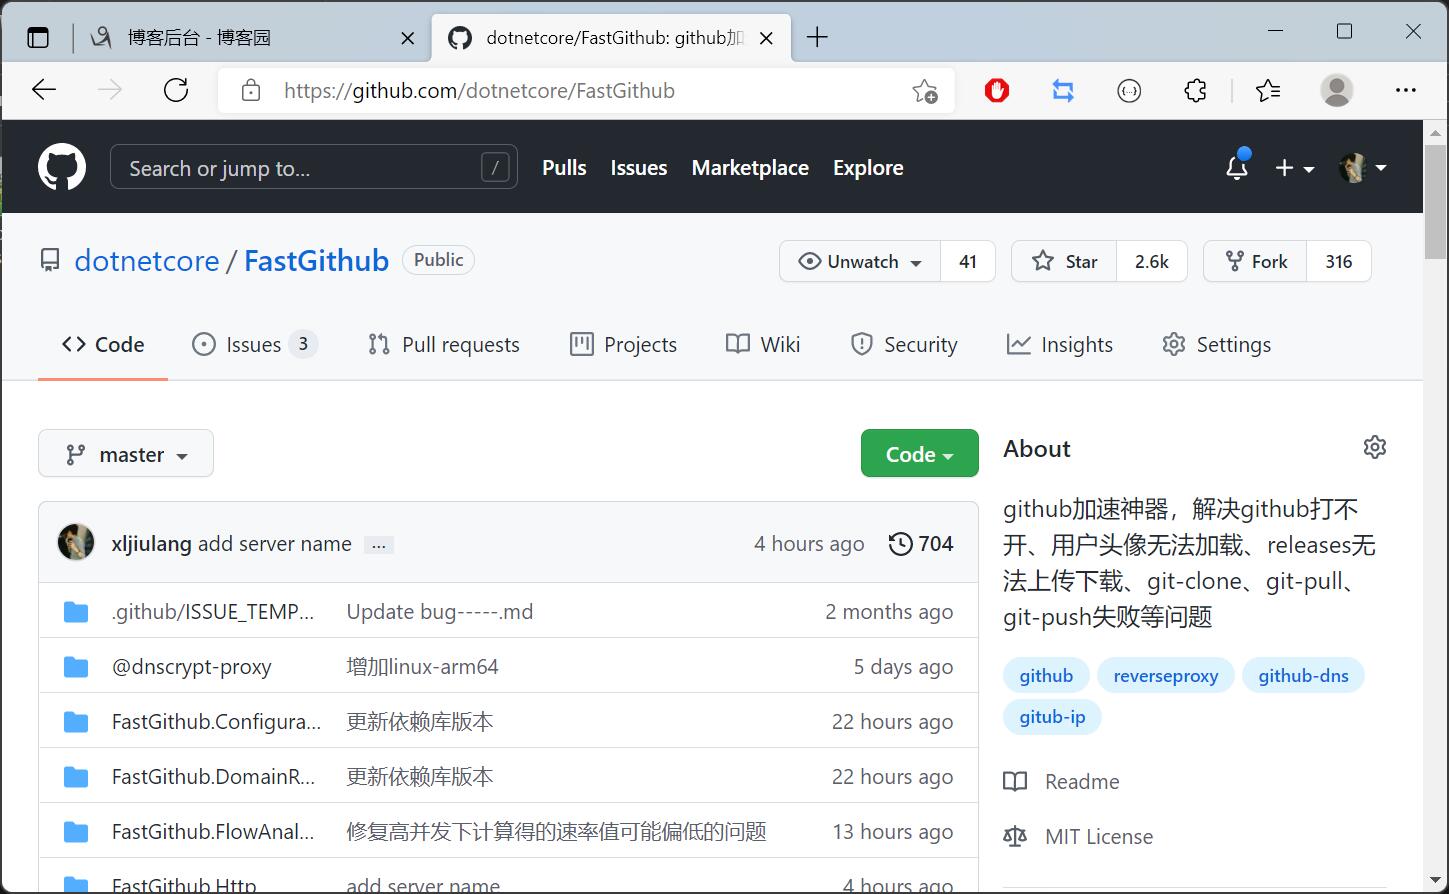 博客后台 - 博客园
dotnetcore/FastGithub: github加
https://github.com/dotnetcore/FastGithub
Search or jump to... /
Pulls Issues Marketplace Explore
dotnetcore / FastGithub Public
Unwatch 41 Star 2.6k Fork 316
Code Issues 3 Pull requests Projects Wiki Security Insights Settings
master
Code
About
github加速神器，解决github打不
开、用户头像无法加载、releases无
法上传下载、git-clone、git-pull、
git-push失败等问题
github reverseproxy github-dns
gitub-ip
Readme
MIT License
xljiulang add server name ... 4 hours ago 704
.github/ISSUE_TEMP... Update bug-----.md 2 months ago
@dnscrypt-proxy 增加linux-arm64 5 days ago
FastGithub.Configura... 更新依赖库版本 22 hours ago
FastGithub.DomainR... 更新依赖库版本 22 hours ago
FastGithub.FlowAnal... 修复高并发下计算得的速率值可能偏低的问题 13 hours ago
FastGithub.Http add server name 4 hours ago